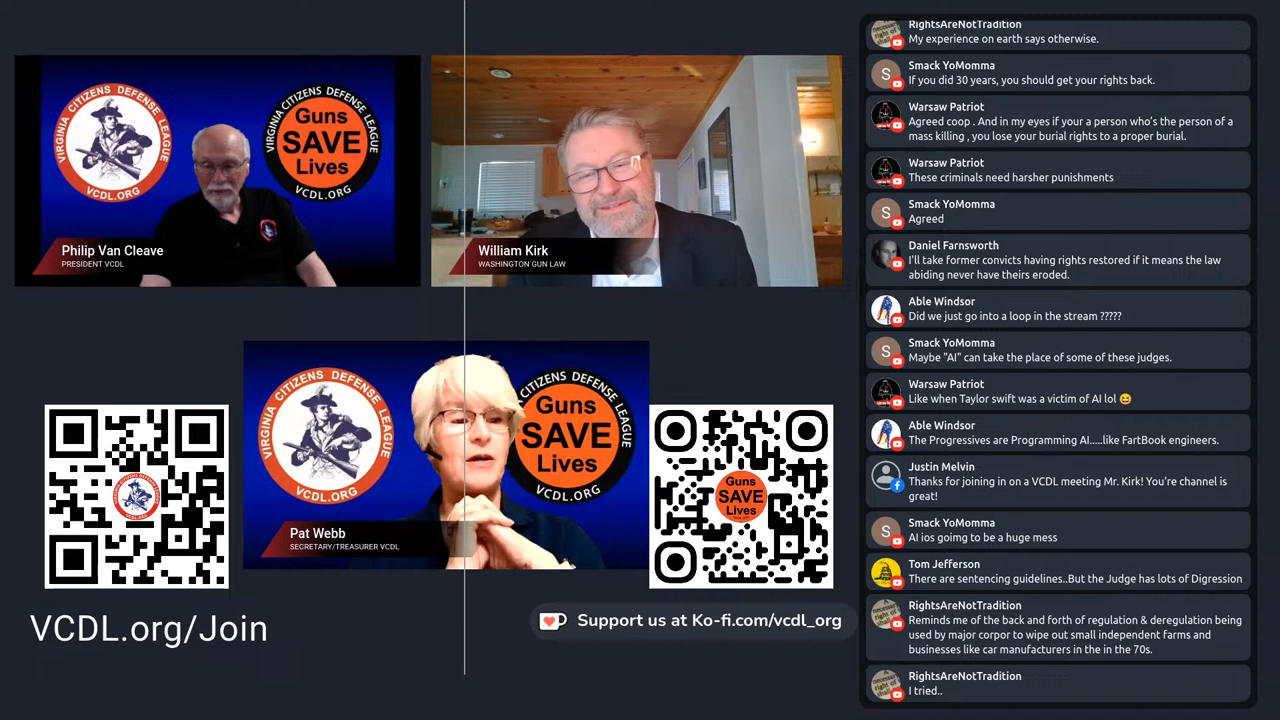 VIRGINIA CITIZENS DEFENSE LEAGUE
VCDL.ORG
VIRGINIA CITIZENS DEFENSE LEAGUE
Guns
SAVE
Lives
VCDL.ORG
Philip Van Cleave
PRESIDENT VCDL
William Kirk
WASHINGTON GUN LAW
VIRGINIA CITIZENS DEFENSE LEAGUE
VCDL.ORG
CITIZENS DEFENSE LEAGUE
Guns
SAVE
Lives
VCDL.ORG
Pat Webb
SECRETARY/TREASURER VCDL
Guns
SAVE
Lives
VCDL.org/Join
Support us at Ko-fi.com/vcdl_org
RightsAreNotTradition
My experience on earth says otherwise.
Smack YoMomma
If you did 30 years, you should get your rights back.
Warsaw Patriot
Agreed coop . And in my eyes if your a person who's the person of a
mass killing , you lose your burial rights to a proper burial.
Warsaw Patriot
These criminals need harsher punishments
Smack YoMomma
Agreed
Daniel Farnsworth
I'll take former convicts having rights restored if it means the law
abiding never have theirs eroded.
Able Windsor
Did we just go into a loop in the stream ?????
Smack YoMomma
Maybe "AI" can take the place of some of these judges.
Warsaw Patriot
Like when Taylor swift was a victim of AI lol 😆
Able Windsor
The Progressives are Programming AI.....like FartBook engineers.
Justin Melvin
Thanks for joining in on a VCDL meeting Mr. Kirk! You're channel is
great!
Smack YoMomma
AI ios goimg to be a huge mess
Tom Jefferson
There are sentencing guidelines..But the Judge has lots of Digression
RightsAreNotTradition
Reminds me of the back and forth of regulation & deregulation being
used by major corpor to wipe out small independent farms and
businesses like car manufacturers in the in the 70s.
RightsAreNotTradition
I tried..